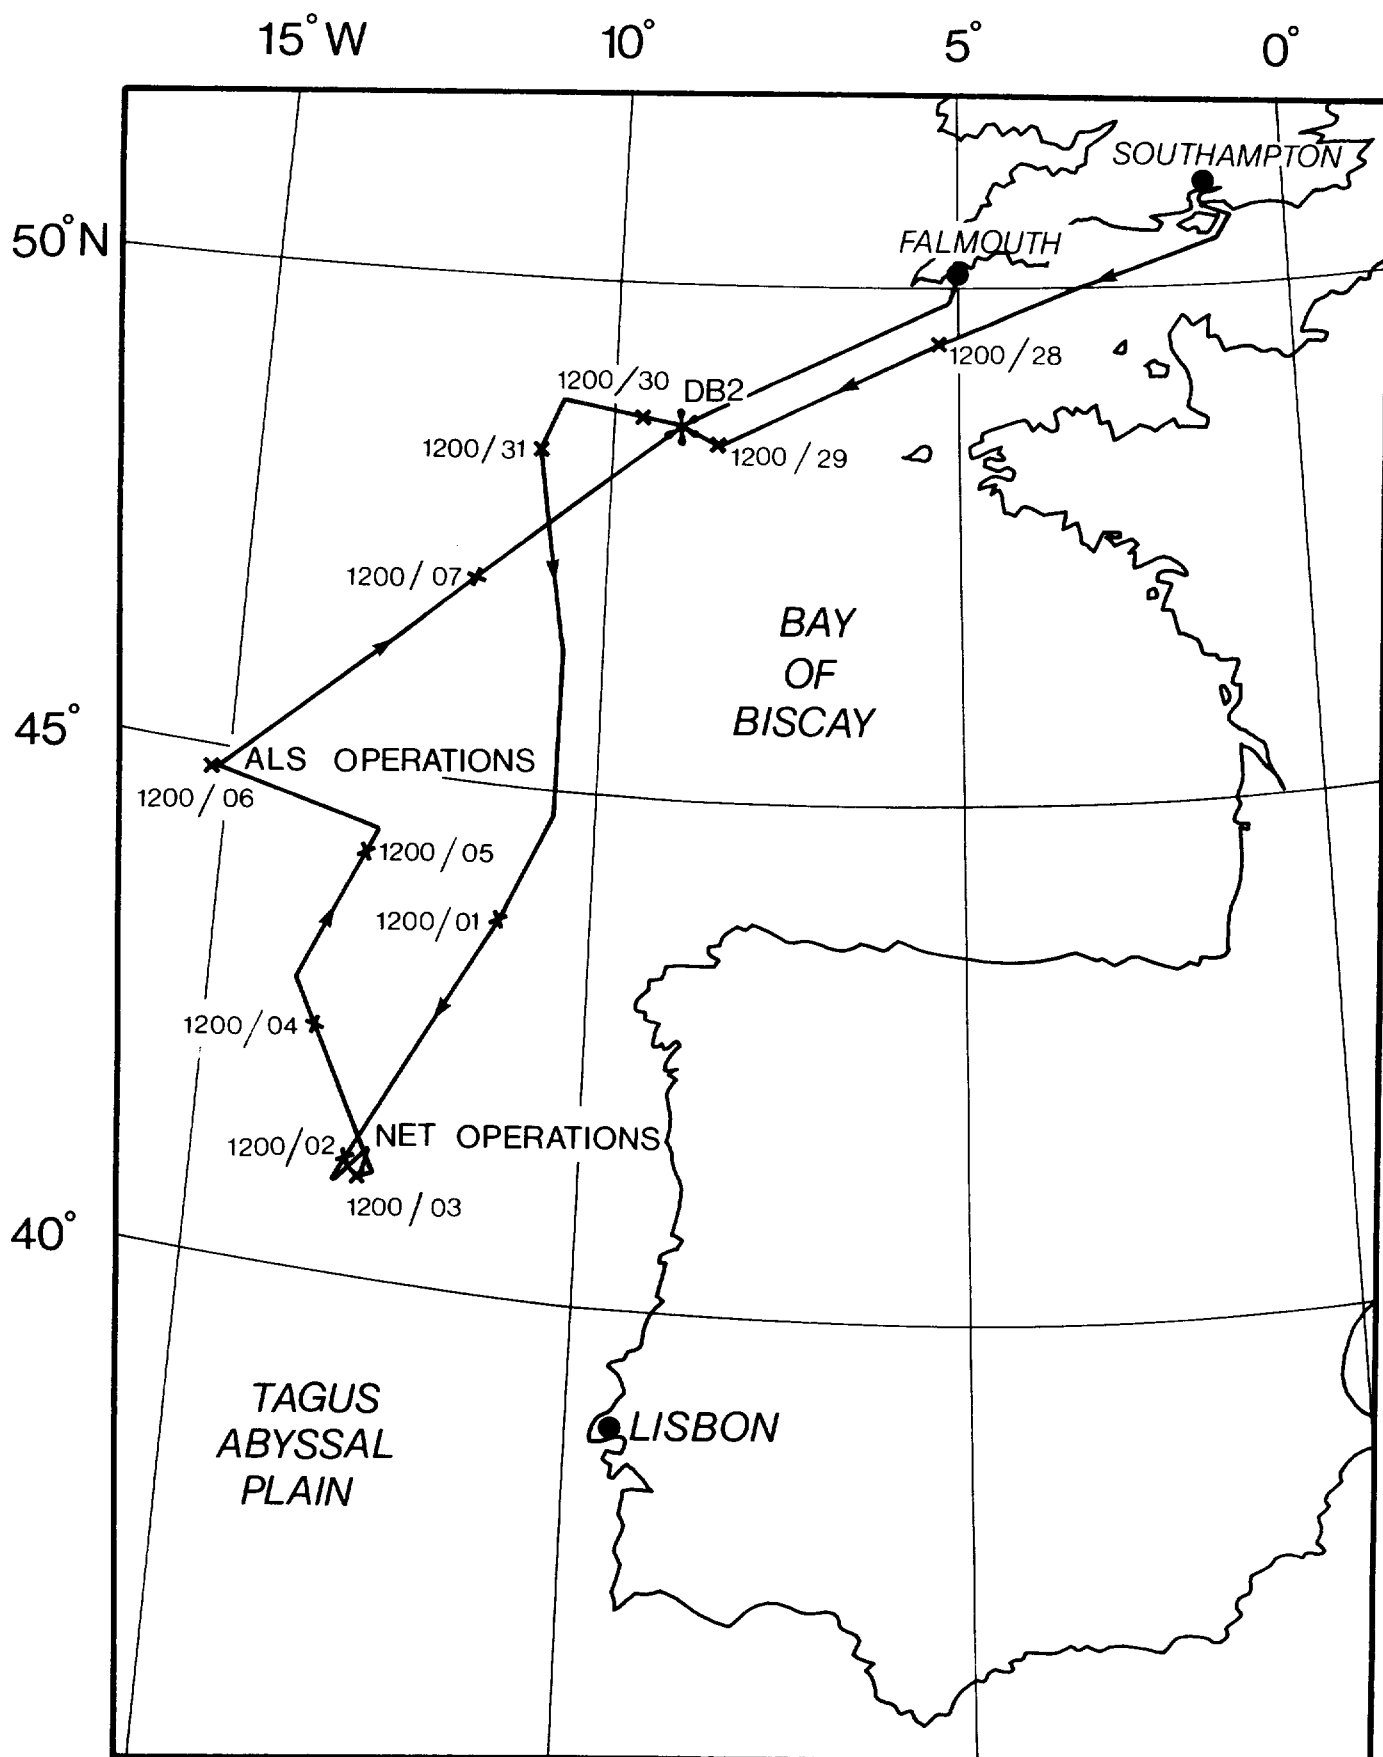 15°W 10° 5° 0°
SOUTHAMPTON
50°N
FALMOUTH
1200/28
1200/30
DB2
1200/31
1200/29
1200/07
BAY
OF
BISCAY
45°
ALS OPERATIONS
1200/06
1200/05
1200/01
1200/04
NET OPERATIONS
1200/02
1200/03
40°
TAGUS
ABYSSAL
PLAIN
LISBON